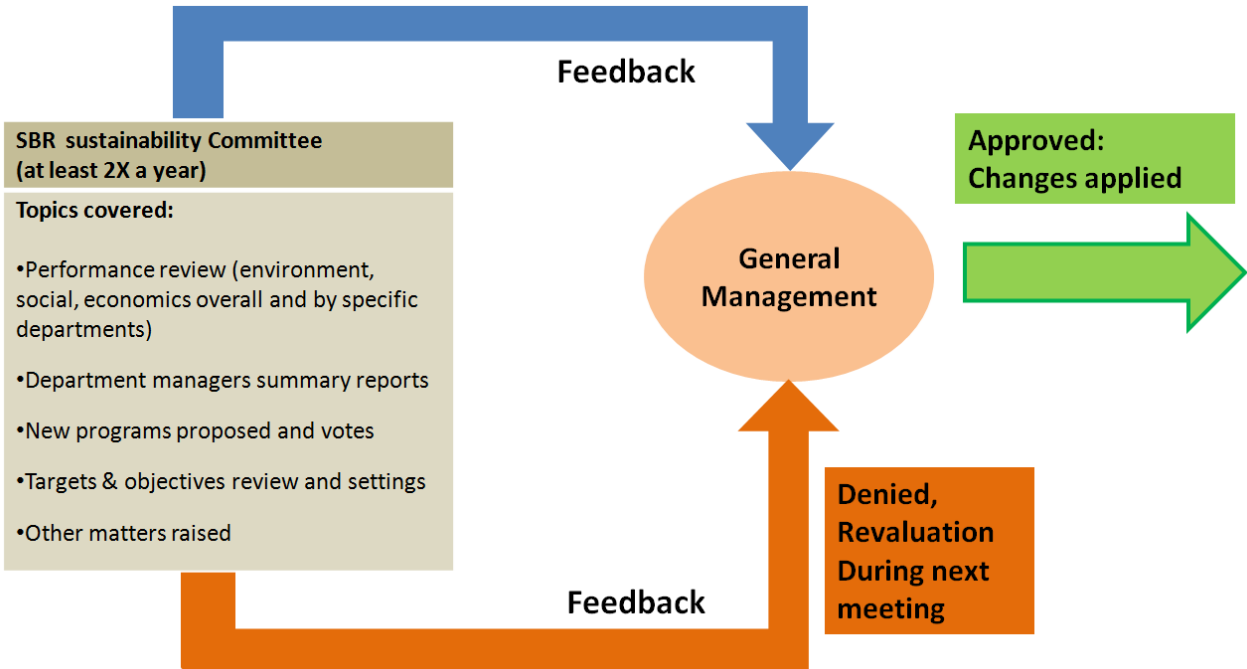 Feedback
SBR sustainability Committee
(at least 2X a year)
Topics covered:
•Performance review (environment,
social, economics overall and by specific
departments)
•Department managers summary reports
•New programs proposed and votes
•Targets & objectives review and settings
•Other matters raised
General
Management
Approved:
Changes applied
Denied,
Revaluation
During next
meeting
Feedback